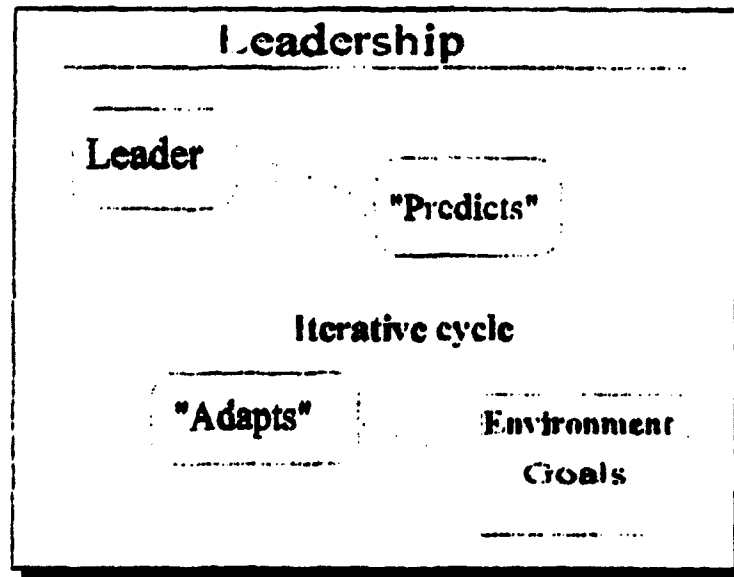 Leadership
Leader
"Predicts"
Iterative cycle
"Adapts"
Environment
Goals